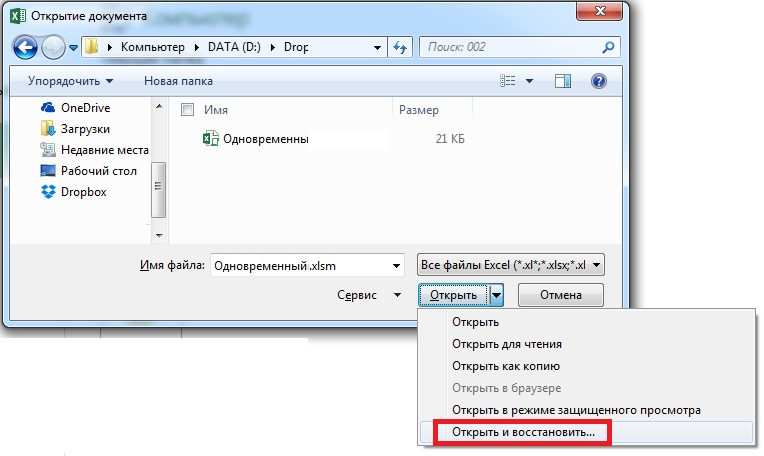 Открытие документа
Компьютер
Компьютер ▸ DATA (D:) ▸ Drop
Поиск: 002
Упорядочить
Новая папка
OneDrive
Загрузки
Недавние места
Рабочий стол
Dropbox
Имя
Размер
Одновременны
21 КБ
Имя файла:
Одновременный.xlsm
Все файлы Excel (*.xl*;*.xlsx;*.xl
Сервис
Открыть
Отмена
Открыть
Открыть для чтения
Открыть как копию
Открыть в браузере
Открыть в режиме защищенного просмотра
Открыть и восстановить...